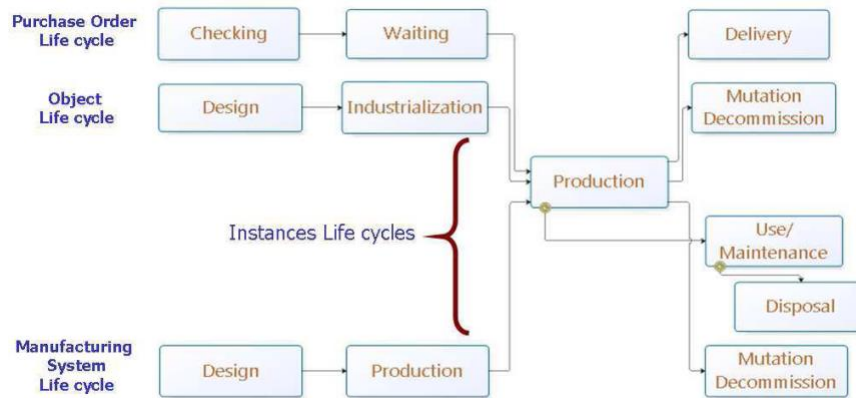 Purchase Order
Life cycle
Checking
Waiting
Delivery
Object
Life cycle
Design
Industrialization
Mutation
Decommission
Production
Instances Life cycles
Use/
Maintenance
Disposal
Manufacturing
System
Life cycle
Design
Production
Mutation
Decommission